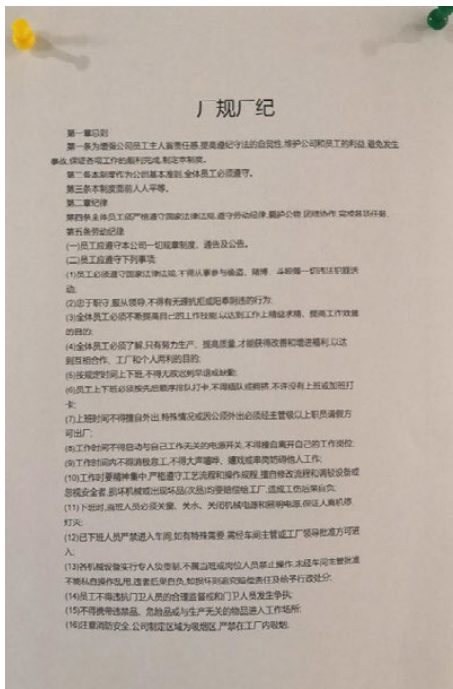 厂规厂纪
第一章总则
第一条为增强公司员工主人翁责任感,提高遵纪守法的自觉性,维护公司和员工的利益,避免发生
事故,保证各项工作的顺利完成,制定本制度。
第二条本制度作为公司基本准则,全体员工必须遵守。
第三条本制度面前人人平等。
第二章纪律
第四条全体员工须严格遵守国家法律法规,遵守劳动纪律,爱护公物,团结协作,完成各项任务.
第五条劳动纪律
(一)员工应遵守本公司一切规章制度、通告及公告。
(二)员工应遵守下列事项:
(1)员工必须遵守国家法律法规,不得从事参与偷盗、赌博、斗殴等一切违法犯罪活
动;
(2)忠于职守,服从领导,不得有无理抗拒或阳奉阴违的行为:
(3)全体员工必须不断提高自己的工作技能,以达到工作上精益求精、提高工作效率
的目的;
(4)全体员工必须了解,只有努力生产、提高质量,才能获得改善和增进福利,以达
到互相合作、工厂和个人两利的目的;
(5)按规定时间上下班,不得无故迟到早退或缺勤;
(6)员工上下班必须按先后顺序排队打卡,不得插队或拥挤,不许没有上班或加班打
卡;
(7)上班时间不得擅自外出,特殊情况或因公须外出必须经主管级以上职员请假方
可出厂;
(8)工作时间不得启动与自己工作无关的电源开关,不得擅自离开自己的工作岗位;
(9)工作时间内不得消极怠工,不得大声喧哗、嬉戏或串岗妨碍他人工作;
(10)工作时要精神集中,严格遵守工艺流程和操作规程,擅自修改流程和调较设备或
忽视安全者,损坏机械或出现坏品(次品)均要赔偿给工厂,造成工伤后果自负;
(11)下班时,当班人员必须关窗、关水、关闭机械电源和照明电源,保证人离机停
灯灭;
(12)已下班人员严禁进入车间,如有特殊需要,需经车间主管或工厂领导批准方可进
入;
(13)各机械设备实行专人负责制,不属当班或岗位人员禁止操作,未经车间主管批准
不能私自操作乱用,违者后果自负,如损坏则追究赔偿责任及给予行政处分;
(14)员工不得违抗门卫人员的合理监督或和门卫人员发生争执;
(15)不得携带违禁品、危险品或与生产无关的物品进入工作场所;
(16)注意消防安全,公司制定区域为吸烟区,严禁在工厂内吸烟;